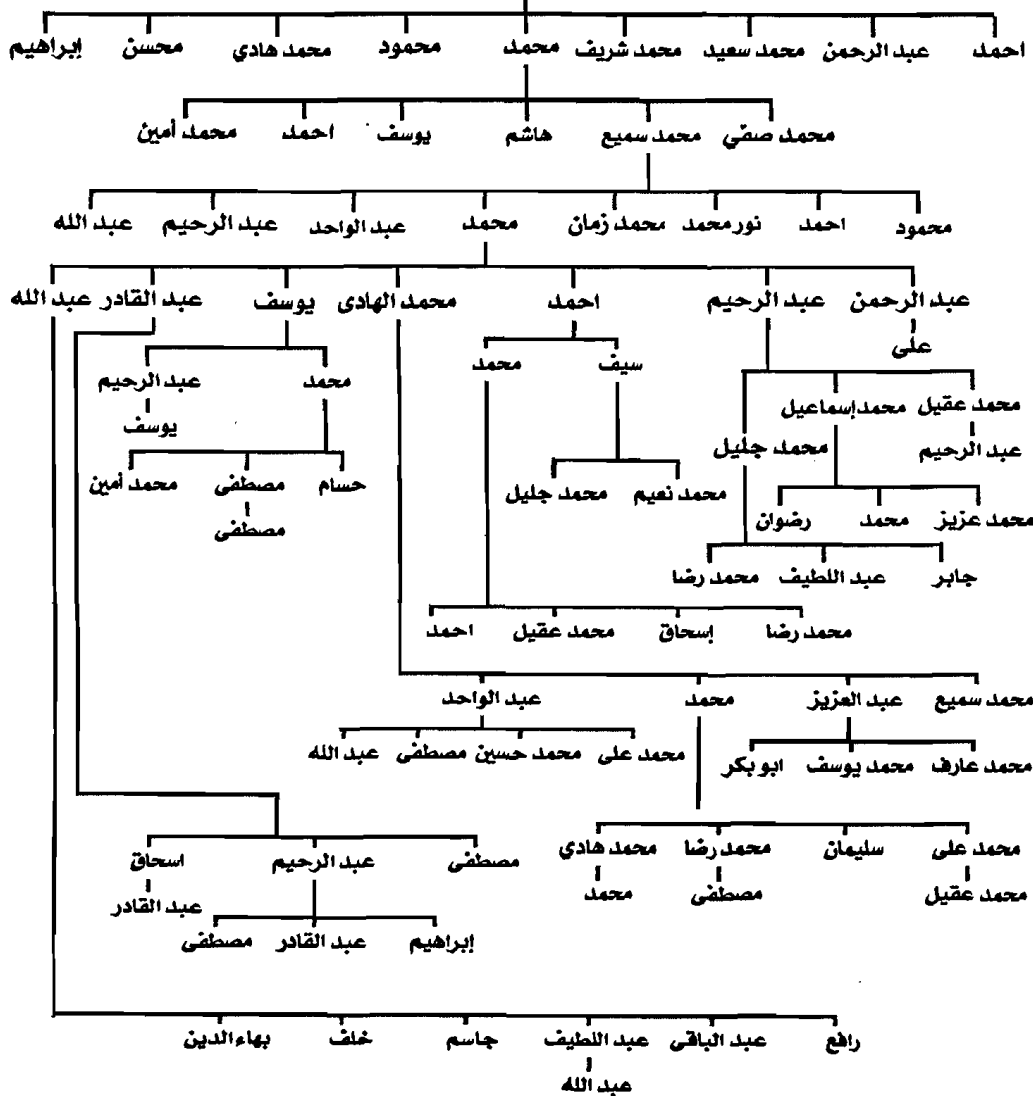 احمد عبد الرحمن محمد سعيد محمد شريف محمد محمود محمد هادي محسن إبراهيم
محمد صفي محمد سميع هاشم يوسف احمد محمد أمين
محمود احمد نور محمد محمد زمان محمد عبد الواحد عبد الرحيم عبد الله
عبد الرحمن عبد الرحيم احمد محمد الهادى يوسف عبد القادر عبد الله
على
سيف محمد محمد عبد الرحيم
محمد عقيل محمد إسماعيل
يوسف
عبد الرحيم محمد جليل
محمد نعيم محمد جليل حسام مصطفى محمد أمين
محمد عزيز محمد رضوان
مصطفى
جابر عبد اللطيف محمد رضا
محمد رضا إسحاق محمد عقيل احمد
محمد سميع عبد العزيز محمد عبد الواحد
محمد على محمد حسين مصطفى عبد الله
محمد عارف محمد يوسف ابو بكر
محمد على سليمان محمد رضا محمد هادي مصطفى عبد الرحيم اسحاق
محمد عقيل مصطفى محمد عبد القادر
إبراهيم عبد القادر مصطفى
رافع عبد الباقى عبد اللطيف جاسم خلف بهاء الدين
عبد الله